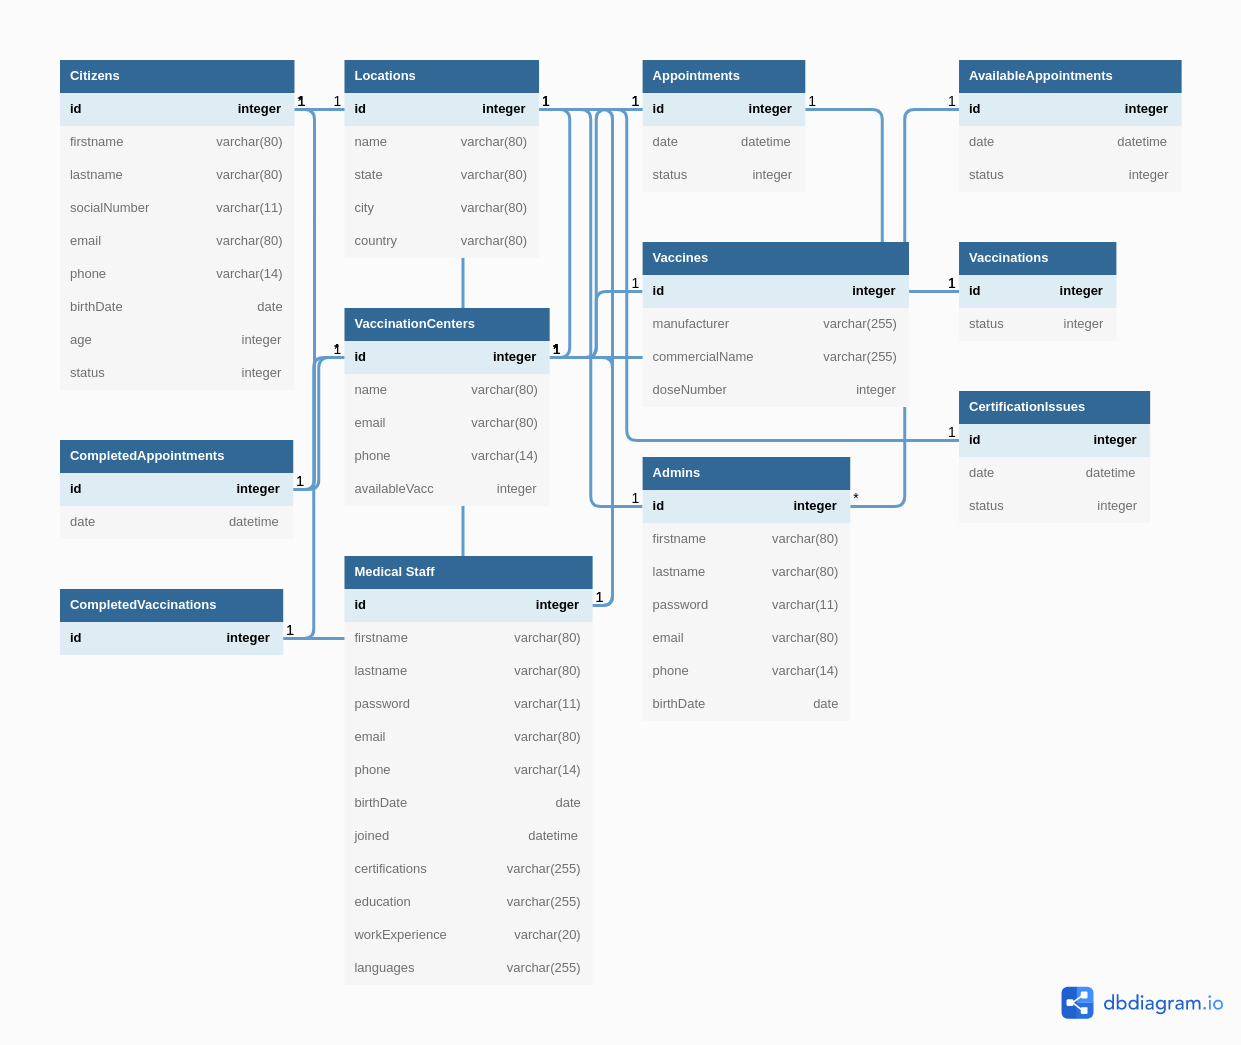 Citizens
id integer
firstname varchar(80)
lastname varchar(80)
socialNumber varchar(11)
email varchar(80)
phone varchar(14)
birthDate date
age integer
status integer
1
CompletedAppointments
id integer
date datetime
1
CompletedVaccinations
id integer
1
Locations
id integer
name varchar(80)
state varchar(80)
city varchar(80)
country varchar(80)
1
1
VaccinationCenters
id integer
name varchar(80)
email varchar(80)
phone varchar(14)
availableVacc integer
1
1
Medical Staff
id integer
firstname varchar(80)
lastname varchar(80)
password varchar(11)
email varchar(80)
phone varchar(14)
birthDate date
joined datetime
certifications varchar(255)
education varchar(255)
workExperience varchar(20)
languages varchar(255)
1
Appointments
id integer
date datetime
status integer
1
1
Vaccines
id integer
manufacturer varchar(255)
commercialName varchar(255)
doseNumber integer
1
Admins
id integer
firstname varchar(80)
lastname varchar(80)
password varchar(11)
email varchar(80)
phone varchar(14)
birthDate date
1
*
AvailableAppointments
id integer
date datetime
status integer
1
Vaccinations
id integer
status integer
1
CertificationIssues
id integer
date datetime
status integer
1
dbdiagram.io